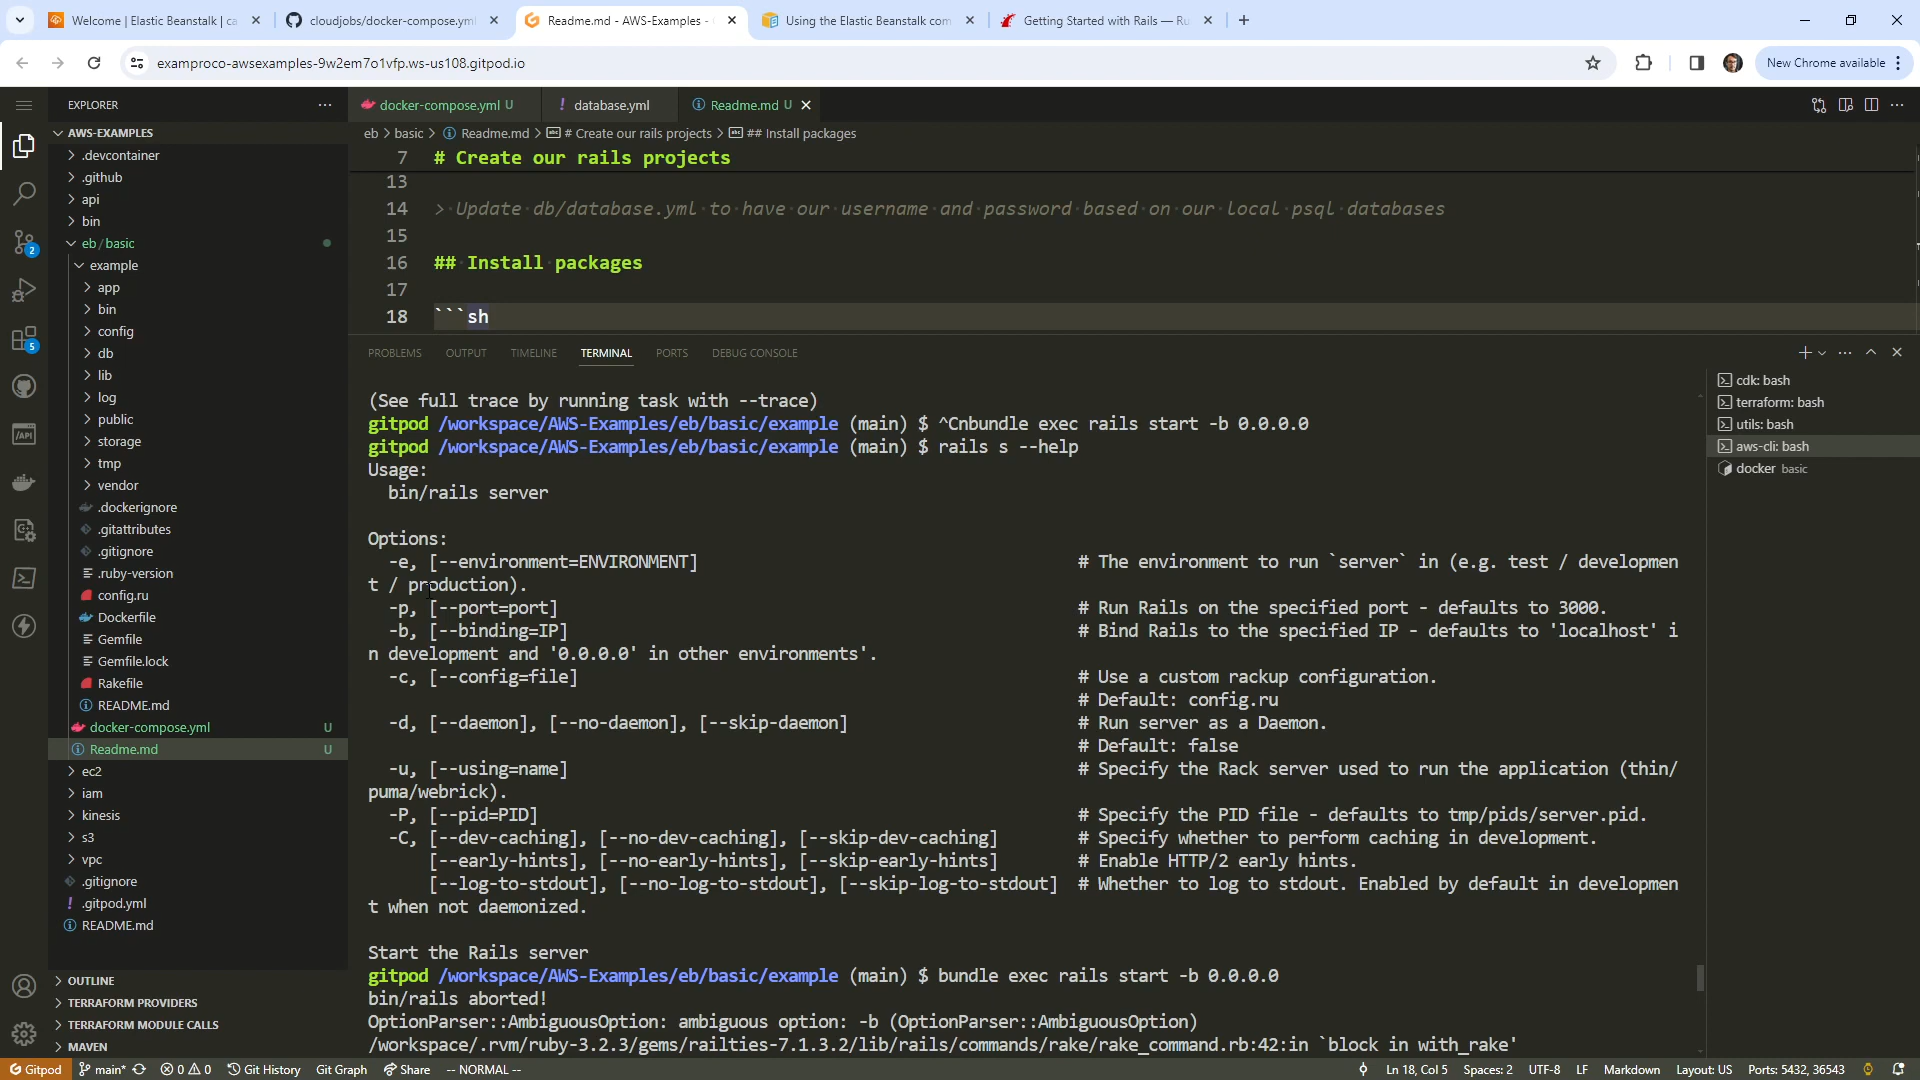 Welcome | Elastic Beanstalk | ca
cloudjobs/docker-compose.yml
Readme.md - AWS-Examples -
Using the Elastic Beanstalk com
Getting Started with Rails — Ru
examproco-awsexamples-9w2em7o1vfp.ws-us108.gitpod.io
New Chrome available
EXPLORER
docker-compose.yml U
! database.yml
Readme.md U
AWS-EXAMPLES
eb > basic > Readme.md > # Create our rails projects > ## Install packages
.devcontainer
.github
api
bin
eb / basic
example
app
bin
config
db
lib
log
public
storage
tmp
vendor
.dockerignore
.gitattributes
.gitignore
.ruby-version
config.ru
Dockerfile
Gemfile
Gemfile.lock
Rakefile
README.md
docker-compose.yml U
Readme.md U
ec2
iam
kinesis
s3
vpc
.gitignore
! .gitpod.yml
README.md
OUTLINE
TERRAFORM PROVIDERS
TERRAFORM MODULE CALLS
MAVEN
2
5
7 # Create our rails projects
13
14 > Update db/database.yml to have our username and password based on our local psql databases
15
16 ## Install packages
17
18 ```sh
PROBLEMS OUTPUT TIMELINE TERMINAL PORTS DEBUG CONSOLE
cdk: bash
terraform: bash
utils: bash
aws-cli: bash
docker basic
(See full trace by running task with --trace)
gitpod /workspace/AWS-Examples/eb/basic/example (main) $ ^Cnbundle exec rails start -b 0.0.0.0
gitpod /workspace/AWS-Examples/eb/basic/example (main) $ rails s --help
Usage:
bin/rails server
Options:
-e, [--environment=ENVIRONMENT] # The environment to run `server` in (e.g. test / developmen
t / production).
-p, [--port=port] # Run Rails on the specified port - defaults to 3000.
-b, [--binding=IP] # Bind Rails to the specified IP - defaults to 'localhost' i
n development and '0.0.0.0' in other environments'.
-c, [--config=file] # Use a custom rackup configuration.
# Default: config.ru
-d, [--daemon], [--no-daemon], [--skip-daemon] # Run server as a Daemon.
# Default: false
-u, [--using=name] # Specify the Rack server used to run the application (thin/
puma/webrick).
-P, [--pid=PID] # Specify the PID file - defaults to tmp/pids/server.pid.
-C, [--dev-caching], [--no-dev-caching], [--skip-dev-caching] # Specify whether to perform caching in development.
[--early-hints], [--no-early-hints], [--skip-early-hints] # Enable HTTP/2 early hints.
[--log-to-stdout], [--no-log-to-stdout], [--skip-log-to-stdout] # Whether to log to stdout. Enabled by default in developmen
t when not daemonized.
Start the Rails server
gitpod /workspace/AWS-Examples/eb/basic/example (main) $ bundle exec rails start -b 0.0.0.0
bin/rails aborted!
OptionParser::AmbiguousOption: ambiguous option: -b (OptionParser::AmbiguousOption)
/workspace/.rvm/ruby-3.2.3/gems/railties-7.1.3.2/lib/rails/commands/rake/rake_command.rb:42:in `block in with_rake'
Gitpod main* 0 0 Git History Git Graph Share -- NORMAL -- Ln 18, Col 5 Spaces: 2 UTF-8 LF Markdown Layout: US Ports: 5432, 36543